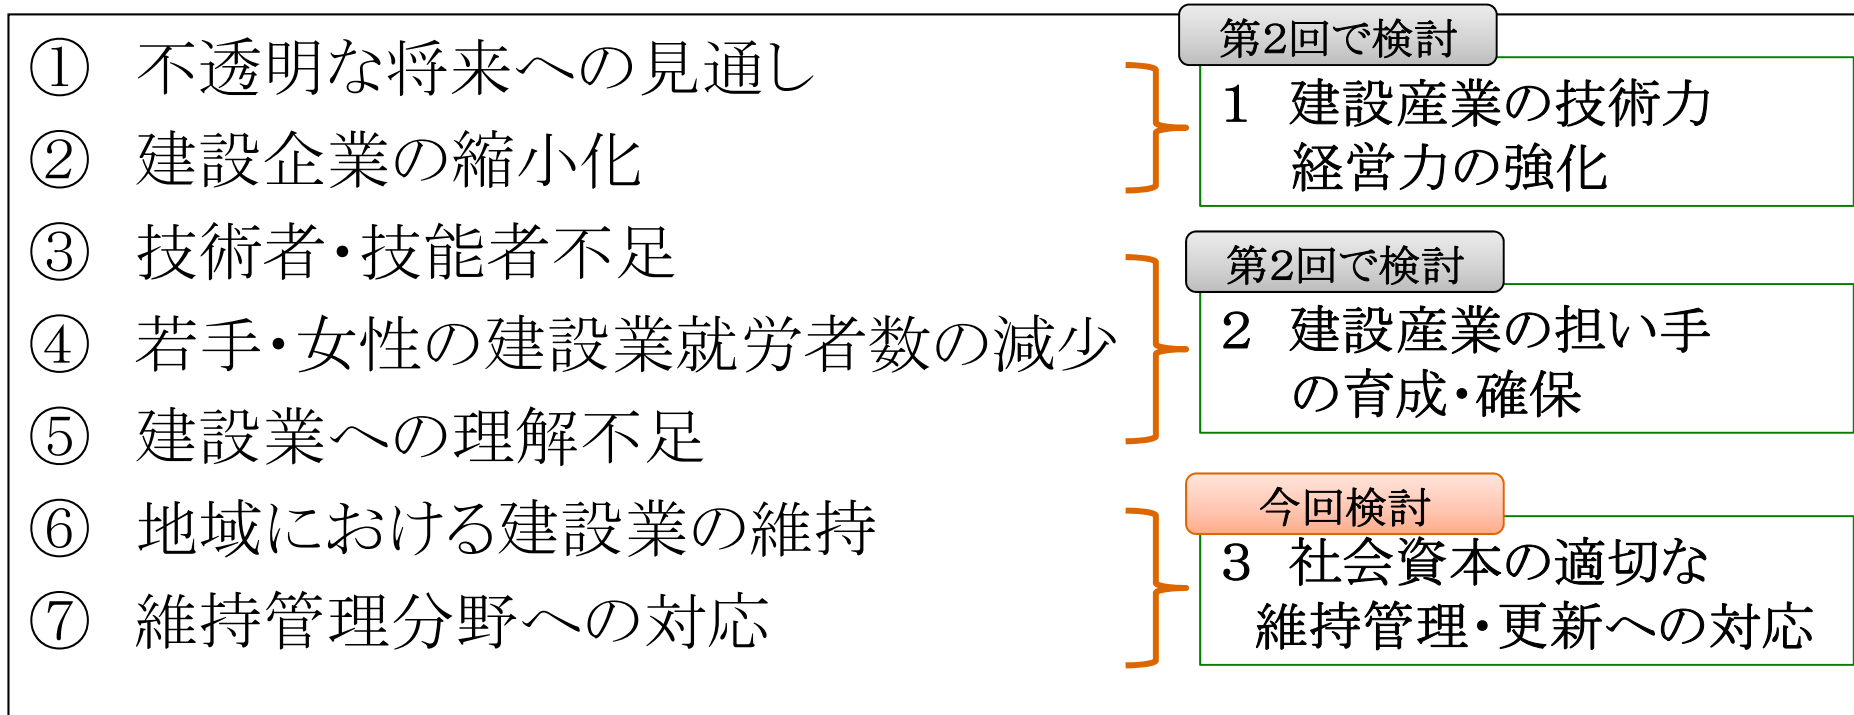 ① 不透明な将来への見通し
② 建設企業の縮小化
③ 技術者・技能者不足
④ 若手・女性の建設業就労者数の減少
⑤ 建設業への理解不足
⑥ 地域における建設業の維持
⑦ 維持管理分野への対応
第2回で検討
1 建設産業の技術力
経営力の強化
第2回で検討
2 建設産業の担い手
の育成・確保
今回検討
3 社会資本の適切な
維持管理・更新への対応